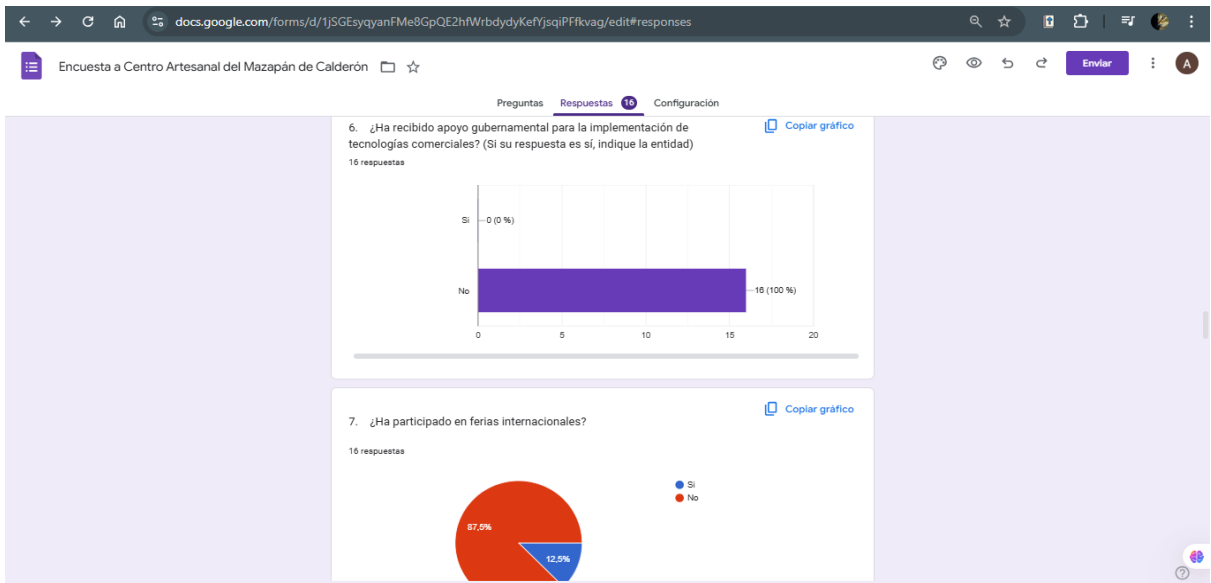 docs.google.com/forms/d/1jSGEsyqyanFMe8GpQE2hfWrbdydyKefYjsqiPFfkvag/edit#responses
Encuesta a Centro Artesanal del Mazapán de Calderón
Enviar
A
Preguntas Respuestas 16 Configuración
6. ¿Ha recibido apoyo gubernamental para la implementación de
tecnologías comerciales? (Si su respuesta es sí, indique la entidad)
Copiar gráfico
16 respuestas
Si 0 (0 %)
No 16 (100 %)
0 5 10 15 20
Copiar gráfico
7. ¿Ha participado en ferias internacionales?
16 respuestas
Si
No
87,5%
12,5%